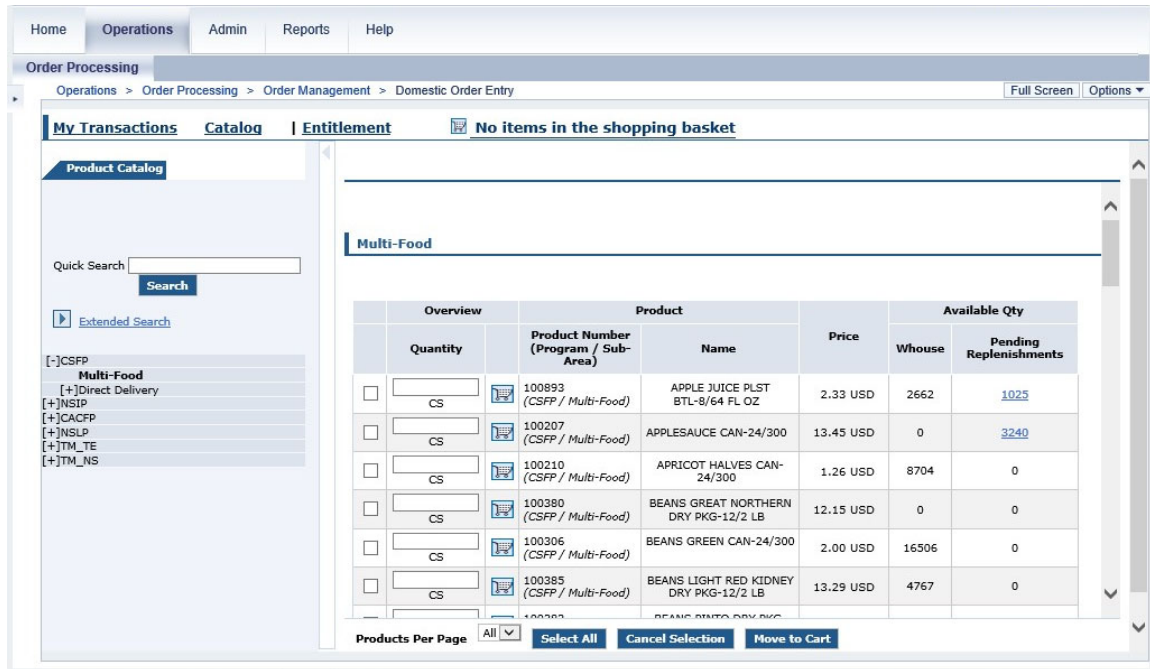 Home Operations Admin Reports Help
Order Processing
Operations > Order Processing > Order Management > Domestic Order Entry Full Screen Options
My Transactions Catalog | Entitlement No items in the shopping basket
Product Catalog
Multi-Food
Quick Search
Search
Extended Search
[-]CSFP
Multi-Food
[+]Direct Delivery
[+]NSIP
[+]CACFP
[+]NSLP
[+]TM_TE
[+]TM_NS
Overview Product Price Available Qty
Quantity Product Number (Program / Sub-Area) Name Whouse Pending Replenishments
CS 100893 (CSFP / Multi-Food) APPLE JUICE PLST BTL-8/64 FL OZ 2.33 USD 2662 1025
CS 100207 (CSFP / Multi-Food) APPLESAUCE CAN-24/300 13.45 USD 0 3240
CS 100210 (CSFP / Multi-Food) APRICOT HALVES CAN-24/300 1.26 USD 8704 0
CS 100380 (CSFP / Multi-Food) BEANS GREAT NORTHERN DRY PKG-12/2 LB 12.15 USD 0 0
CS 100306 (CSFP / Multi-Food) BEANS GREEN CAN-24/300 2.00 USD 16506 0
CS 100385 (CSFP / Multi-Food) BEANS LIGHT RED KIDNEY DRY PKG-12/2 LB 13.29 USD 4767 0
Products Per Page All Select All Cancel Selection Move to Cart